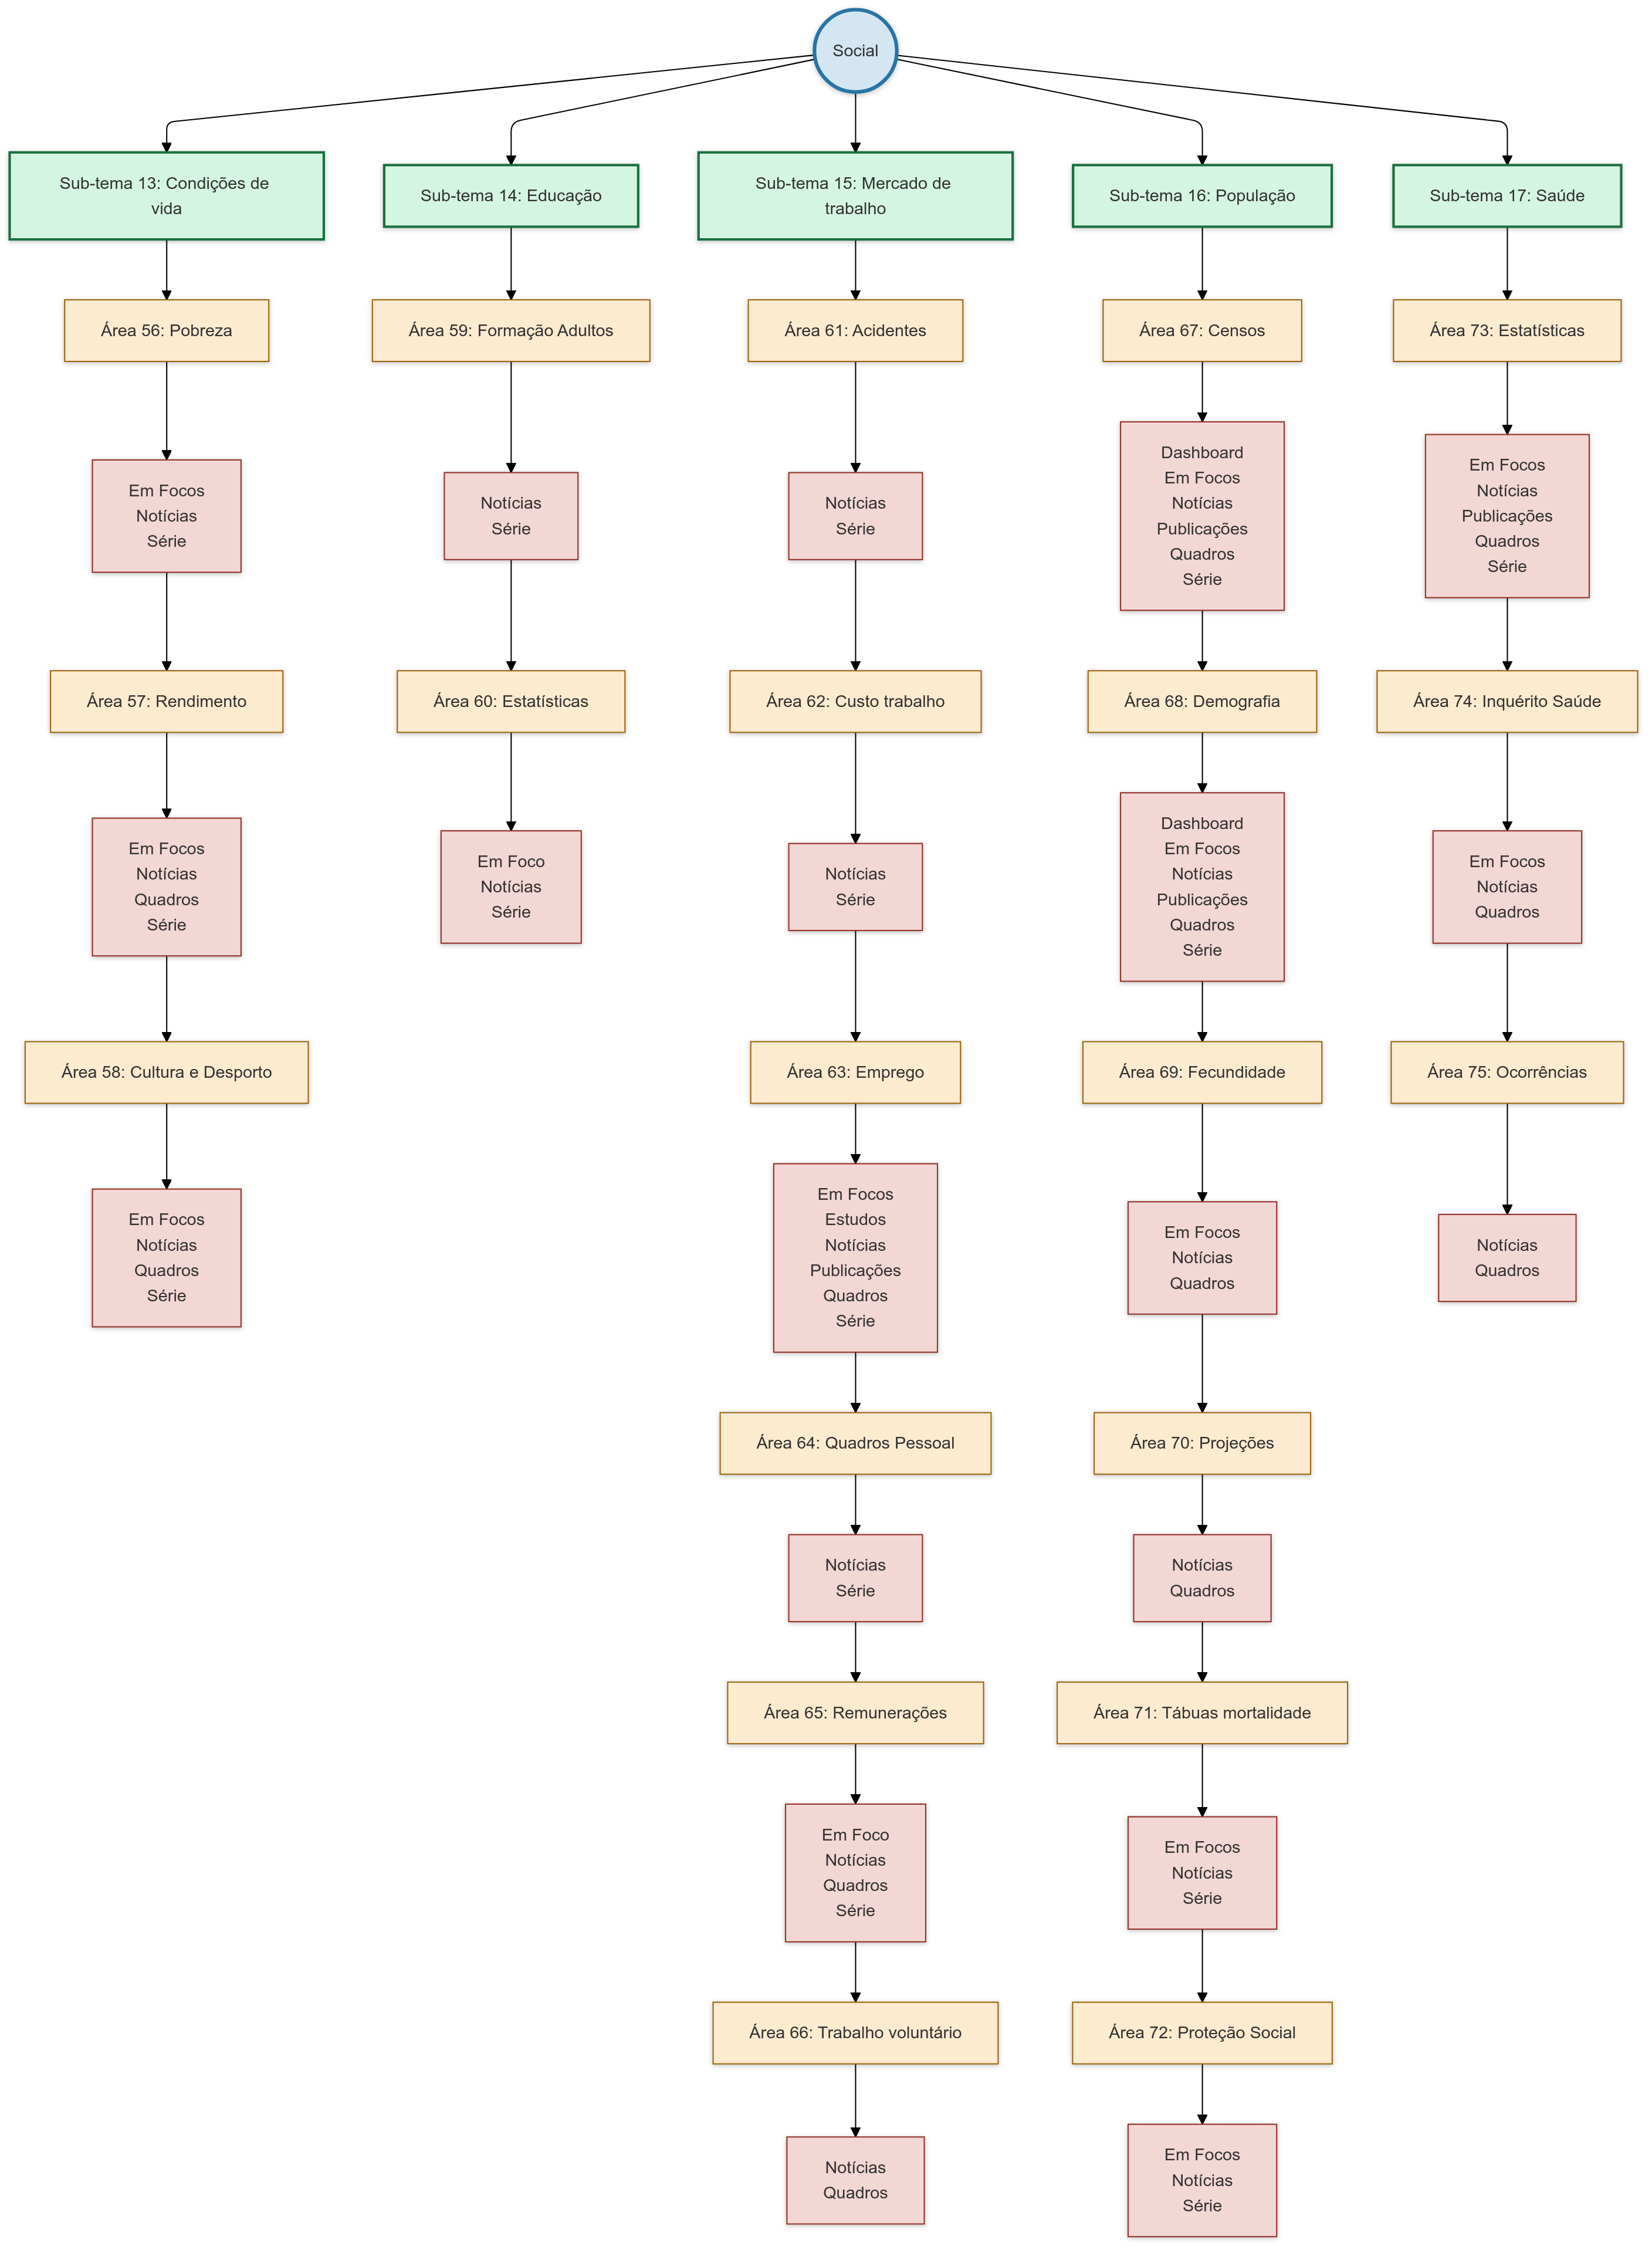 Social
Sub-tema 13: Condições de
vida
Área 56: Pobreza
Em Focos
Notícias
Série
Área 57: Rendimento
Em Focos
Notícias
Quadros
Série
Área 58: Cultura e Desporto
Em Focos
Notícias
Quadros
Série
Sub-tema 14: Educação
Área 59: Formação Adultos
Notícias
Série
Área 60: Estatísticas
Em Foco
Notícias
Série
Sub-tema 15: Mercado de
trabalho
Área 61: Acidentes
Notícias
Série
Área 62: Custo trabalho
Notícias
Série
Área 63: Emprego
Em Focos
Estudos
Notícias
Publicações
Quadros
Série
Área 64: Quadros Pessoal
Notícias
Série
Área 65: Remunerações
Em Foco
Notícias
Quadros
Série
Área 66: Trabalho voluntário
Notícias
Quadros
Sub-tema 16: População
Área 67: Censos
Dashboard
Em Focos
Notícias
Publicações
Quadros
Série
Área 68: Demografia
Dashboard
Em Focos
Notícias
Publicações
Quadros
Série
Área 69: Fecundidade
Em Focos
Notícias
Quadros
Área 70: Projeções
Notícias
Quadros
Área 71: Tábuas mortalidade
Em Focos
Notícias
Série
Área 72: Proteção Social
Em Focos
Notícias
Série
Sub-tema 17: Saúde
Área 73: Estatísticas
Em Focos
Notícias
Publicações
Quadros
Série
Área 74: Inquérito Saúde
Em Focos
Notícias
Quadros
Área 75: Ocorrências
Notícias
Quadros